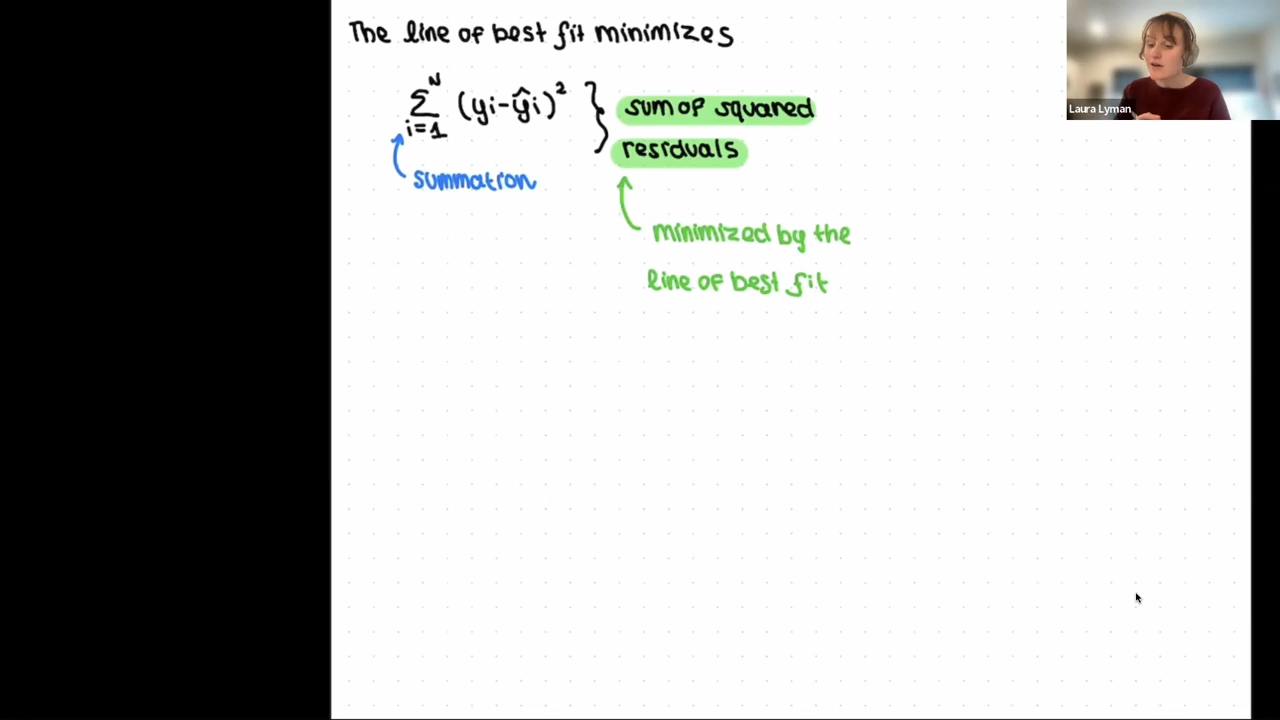 The line of best fit minimizes
N
∑ (yi-ŷi)² } sum of squared
i=1
residuals
summation
minimized by the
line of best fit
Laura Lyman